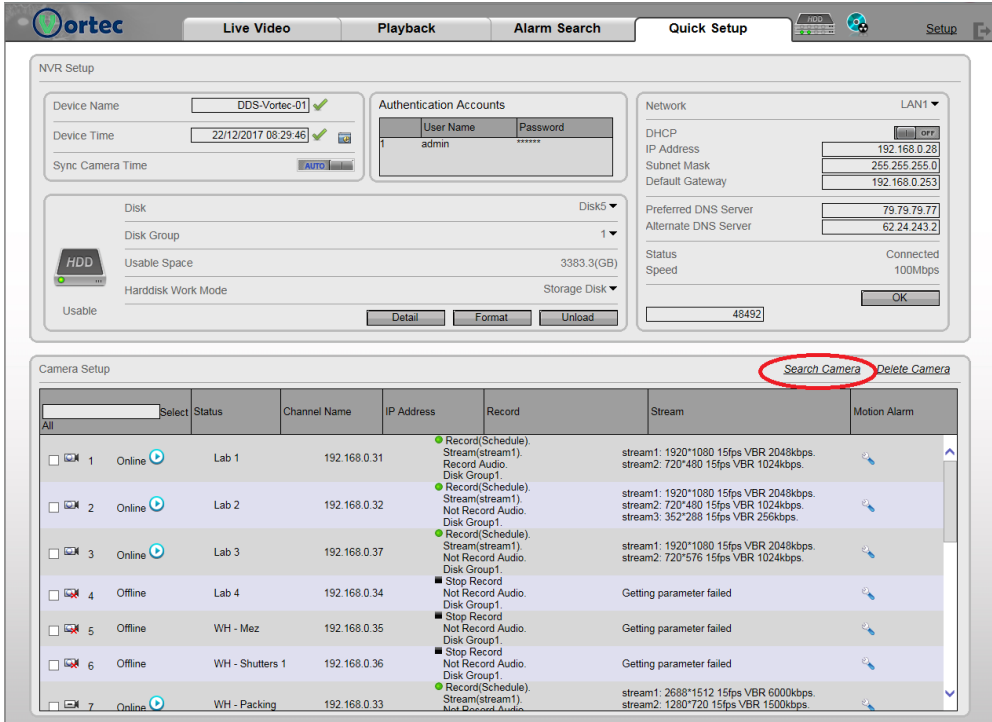 Vortec
Live Video
Playback
Alarm Search
Quick Setup
HDD
Setup
NVR Setup
Device Name DDS-Vortec-01
Device Time 22/12/2017 08:29:46
Sync Camera Time AUTO
Authentication Accounts
User Name Password
1 admin ******
Network LAN1
DHCP OFF
IP Address 192.168.0.28
Subnet Mask 255.255.255.0
Default Gateway 192.168.0.253
Preferred DNS Server 79.79.79.77
Alternate DNS Server 62.24.243.2
Status Connected
Speed 100Mbps
OK
48492
HDD
Usable
Disk Disk5
Disk Group 1
Usable Space 3383.3(GB)
Harddisk Work Mode Storage Disk
Detail Format Unload
Camera Setup
Search Camera Delete Camera
Select All Status Channel Name IP Address Record Stream Motion Alarm
1 Online Lab 1 192.168.0.31
Record(Schedule).
Stream(stream1).
Record Audio.
Disk Group1.
stream1: 1920*1080 15fps VBR 2048kbps.
stream2: 720*480 15fps VBR 1024kbps.
2 Online Lab 2 192.168.0.32
Record(Schedule).
Stream(stream1).
Not Record Audio.
Disk Group1.
stream1: 1920*1080 15fps VBR 2048kbps.
stream2: 720*480 15fps VBR 1024kbps.
stream3: 352*288 15fps VBR 256kbps.
3 Online Lab 3 192.168.0.37
Record(Schedule).
Stream(stream1).
Not Record Audio.
Disk Group1.
stream1: 1920*1080 15fps VBR 2048kbps.
stream2: 720*576 15fps VBR 1024kbps.
4 Offline Lab 4 192.168.0.34
Stop Record
Not Record Audio.
Disk Group1.
Getting parameter failed
5 Offline WH - Mez 192.168.0.35
Stop Record
Not Record Audio.
Disk Group1.
Getting parameter failed
6 Offline WH - Shutters 1 192.168.0.36
Stop Record
Not Record Audio.
Disk Group1.
Getting parameter failed
7 Online WH - Packing 192.168.0.33
Record(Schedule).
Stream(stream1).
Not Record Audio.
stream1: 2688*1512 15fps VBR 6000kbps.
stream2: 1280*720 15fps VBR 1500kbps.